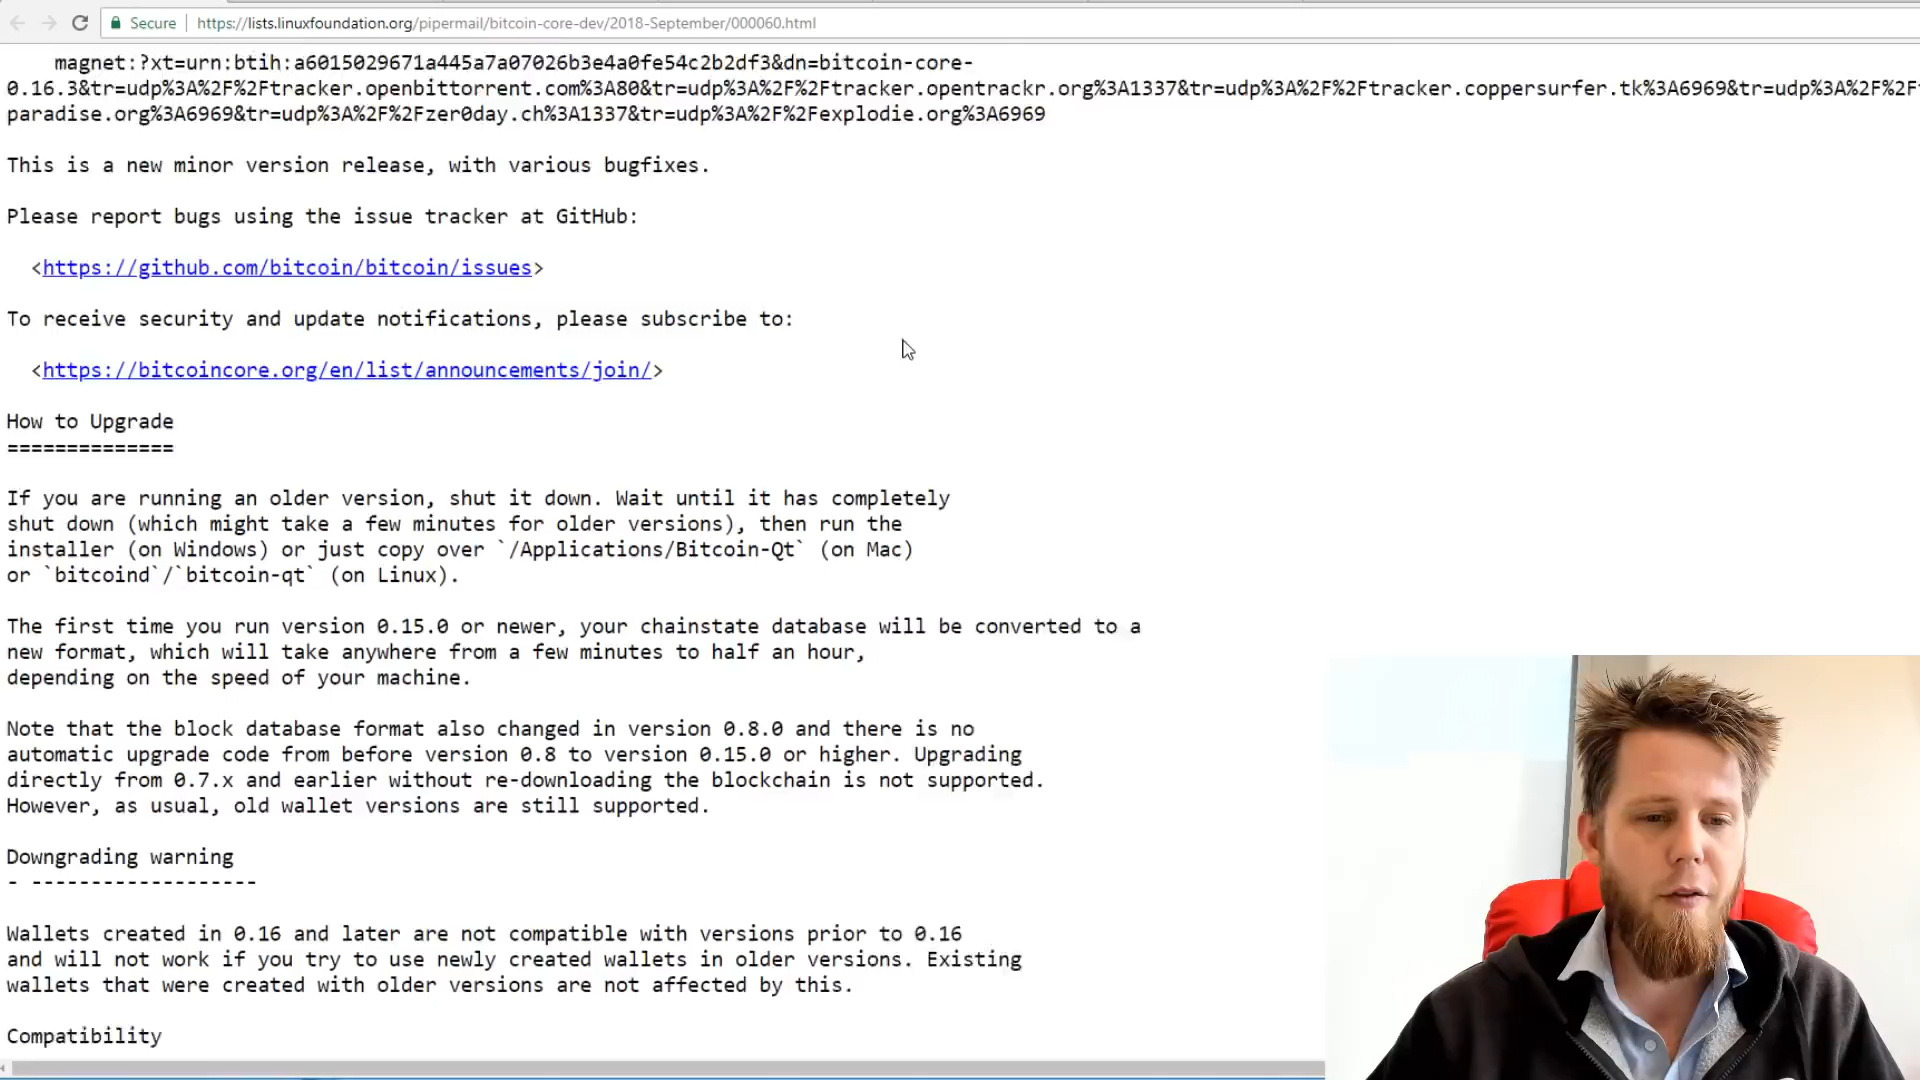 Secure https://lists.linuxfoundation.org/pipermail/bitcoin-core-dev/2018-September/000060.html
magnet:?xt=urn:btih:a6015029671a445a7a07026b3e4a0fe54c2b2df3&dn=bitcoin-core-
0.16.3&tr=udp%3A%2F%2Ftracker.openbittorrent.com%3A80&tr=udp%3A%2F%2Ftracker.opentrackr.org%3A1337&tr=udp%3A%2F%2Ftracker.coppersurfer.tk%3A6969&tr=udp%3A%2F%2F
paradise.org%3A6969&tr=udp%3A%2F%2Fzer0day.ch%3A1337&tr=udp%3A%2F%2Fexplodie.org%3A6969
This is a new minor version release, with various bugfixes.
Please report bugs using the issue tracker at GitHub:
<https://github.com/bitcoin/bitcoin/issues>
To receive security and update notifications, please subscribe to:
<https://bitcoincore.org/en/list/announcements/join/>
How to Upgrade
==============
If you are running an older version, shut it down. Wait until it has completely
shut down (which might take a few minutes for older versions), then run the
installer (on Windows) or just copy over `/Applications/Bitcoin-Qt` (on Mac)
or `bitcoind`/`bitcoin-qt` (on Linux).
The first time you run version 0.15.0 or newer, your chainstate database will be converted to a
new format, which will take anywhere from a few minutes to half an hour,
depending on the speed of your machine.
Note that the block database format also changed in version 0.8.0 and there is no
automatic upgrade code from before version 0.8 to version 0.15.0 or higher. Upgrading
directly from 0.7.x and earlier without re-downloading the blockchain is not supported.
However, as usual, old wallet versions are still supported.
Downgrading warning
- -------------------
Wallets created in 0.16 and later are not compatible with versions prior to 0.16
and will not work if you try to use newly created wallets in older versions. Existing
wallets that were created with older versions are not affected by this.
Compatibility